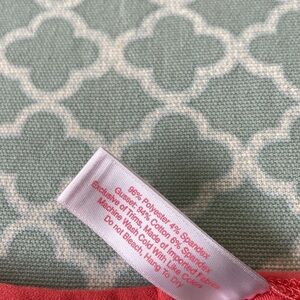 96% Polyester 4% Spandex
Gusset: 94% Cotton 6% Spandex
Exclusive of Trims. Made of Imported Fabric
Machine Wash Cold With Like Colors
Do not Bleach. Hang To Dry